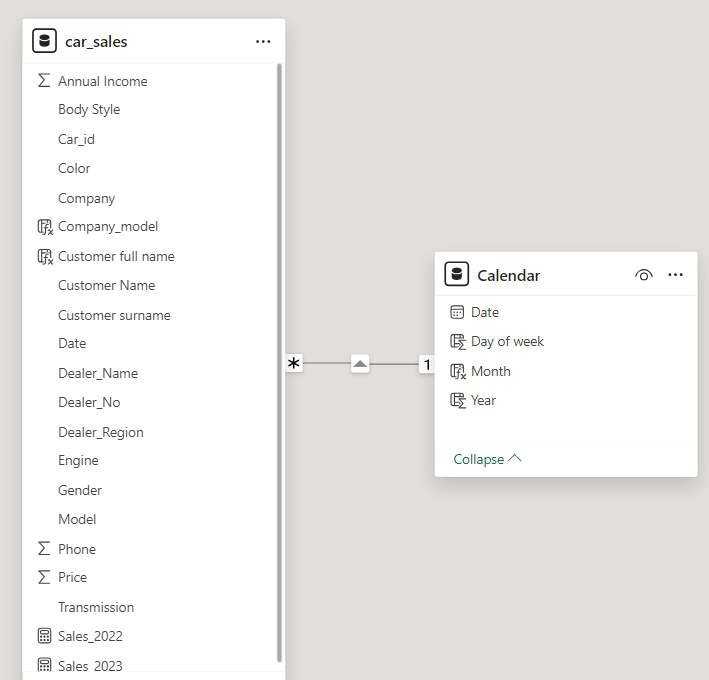 car_sales
Annual Income
Body Style
Car_id
Color
Company
Company_model
Customer full name
Customer Name
Customer surname
Date
Dealer_Name
Dealer_No
Dealer_Region
Engine
Gender
Model
Phone
Price
Transmission
Sales_2022
Sales_2023
* 1
Calendar
Date
Day of week
Month
Year
Collapse